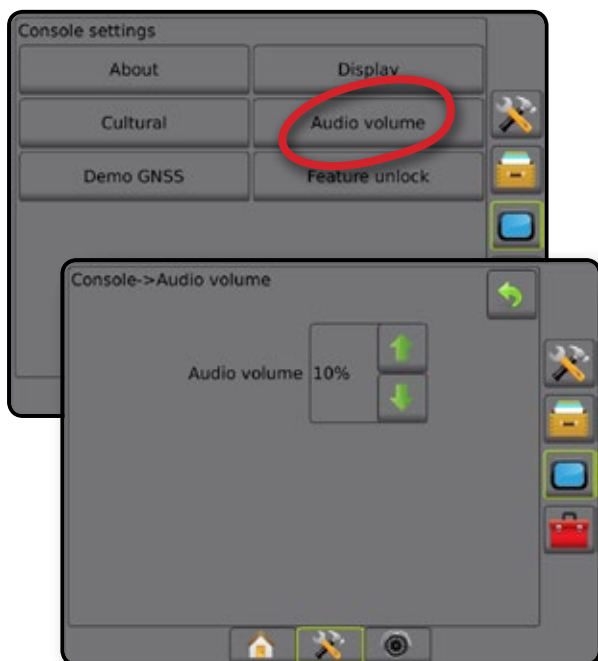 Console settings
About
Display
Cultural
Audio volume
Demo GNSS
Feature unlock
Console->Audio volume
Audio volume 10%